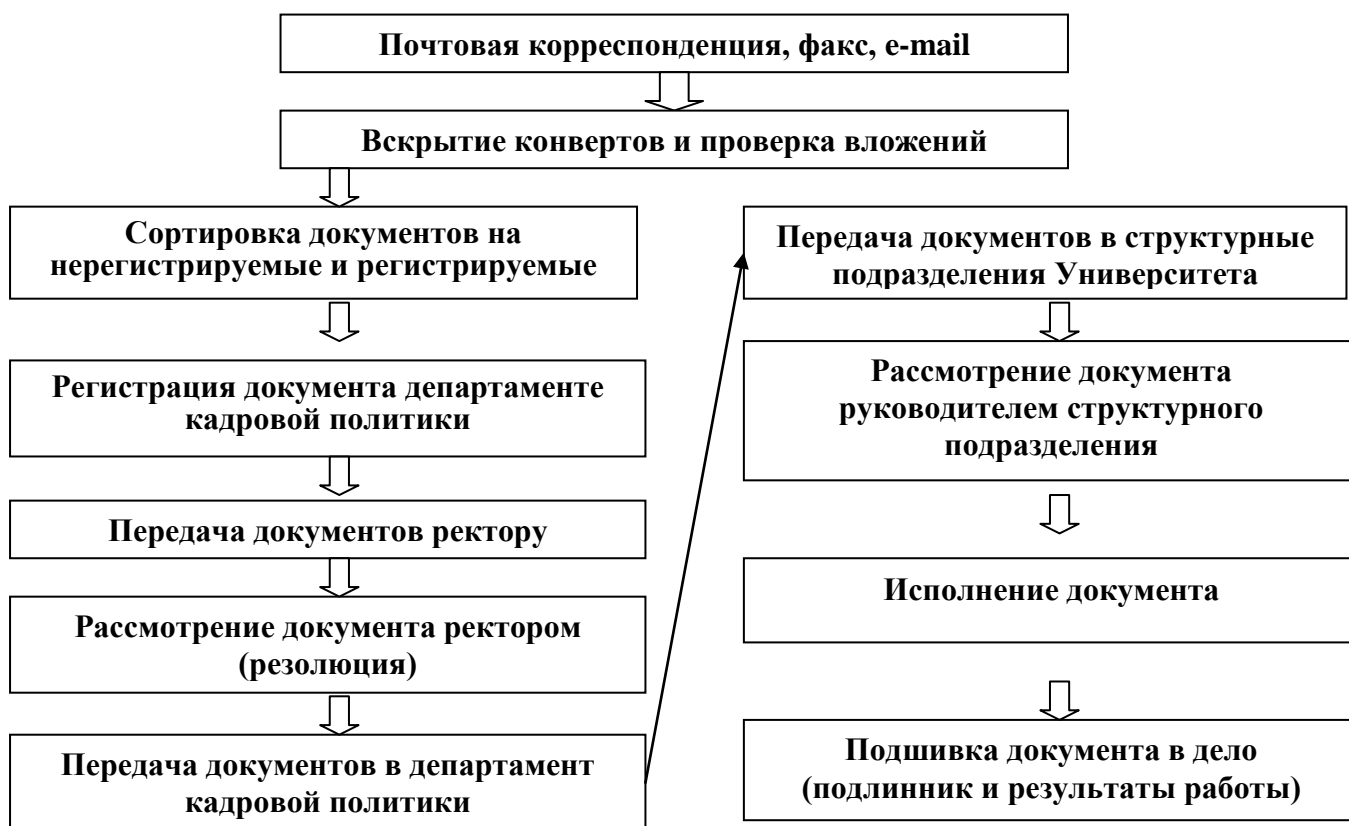 Почтовая корреспонденция, факс, e-mail
Вскрытие конвертов и проверка вложений
Сортировка документов на
нерегистрируемые и регистрируемые
Регистрация документа департаменте
кадровой политики
Передача документов ректору
Рассмотрение документа ректором
(резолюция)
Передача документов в департамент
кадровой политики
Передача документов в структурные
подразделения Университета
Рассмотрение документа
руководителем структурного
подразделения
Исполнение документа
Подшивка документа в дело
(подлинник и результаты работы)